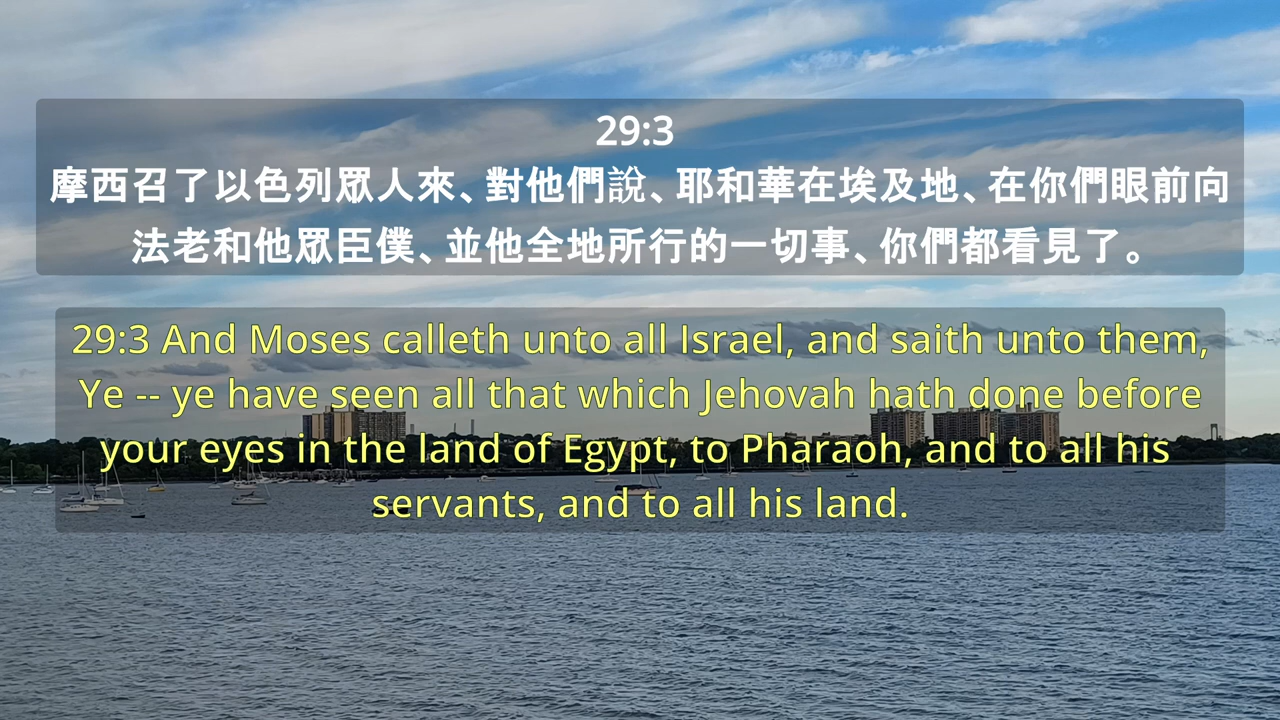 29:3
摩西召了以色列眾人來、對他們說、耶和華在埃及地、在你們眼前向
法老和他眾臣僕、並他全地所行的一切事、你們都看見了。
29:3 And Moses calleth unto all Israel, and saith unto them,
Ye -- ye have seen all that which Jehovah hath done before
your eyes in the land of Egypt, to Pharaoh, and to all his
servants, and to all his land.